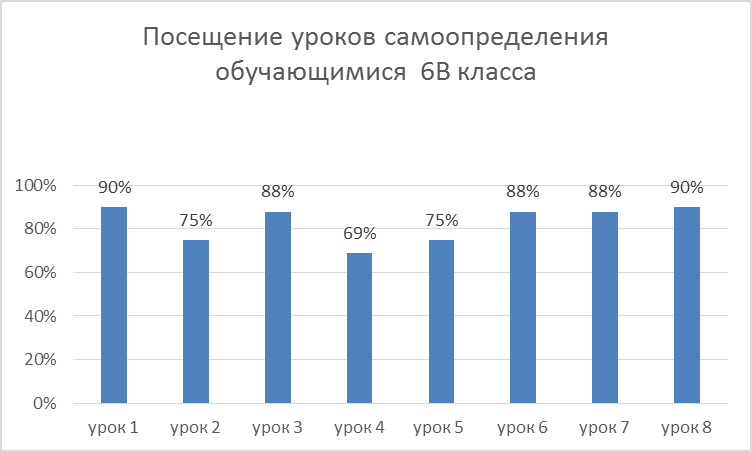 Посещение уроков самоопределения
обучающимися 6В класса
100%
80%
60%
40%
20%
0%
90%
75%
88%
69%
75%
88%
88%
90%
урок 1
урок 2
урок 3
урок 4
урок 5
урок 6
урок 7
урок 8